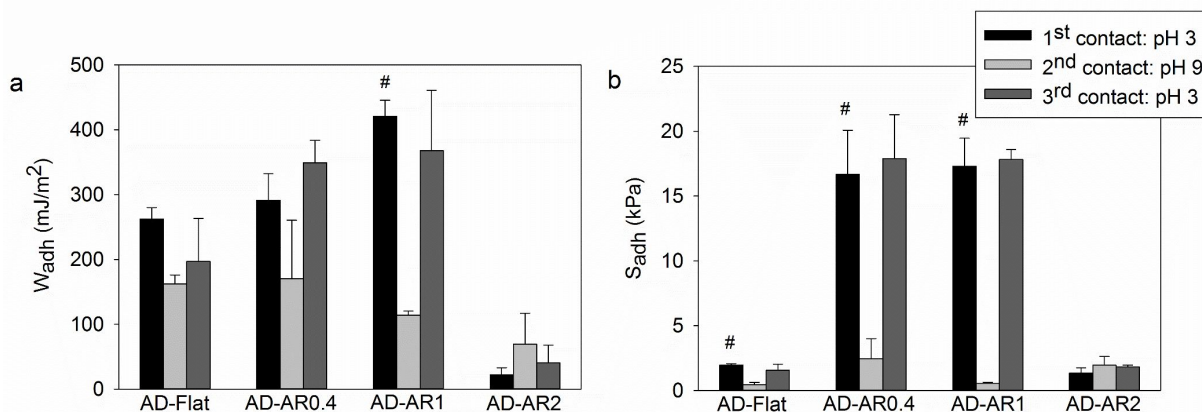 a
W_adh (mJ/m²)
500
400
300
200
100
0
#
AD-Flat AD-AR0.4 AD-AR1 AD-AR2
b
S_adh (kPa)
25
20
15
10
5
0
#
#
#
AD-Flat AD-AR0.4 AD-AR1 AD-AR2
1st contact: pH 3
2nd contact: pH 9
3rd contact: pH 3